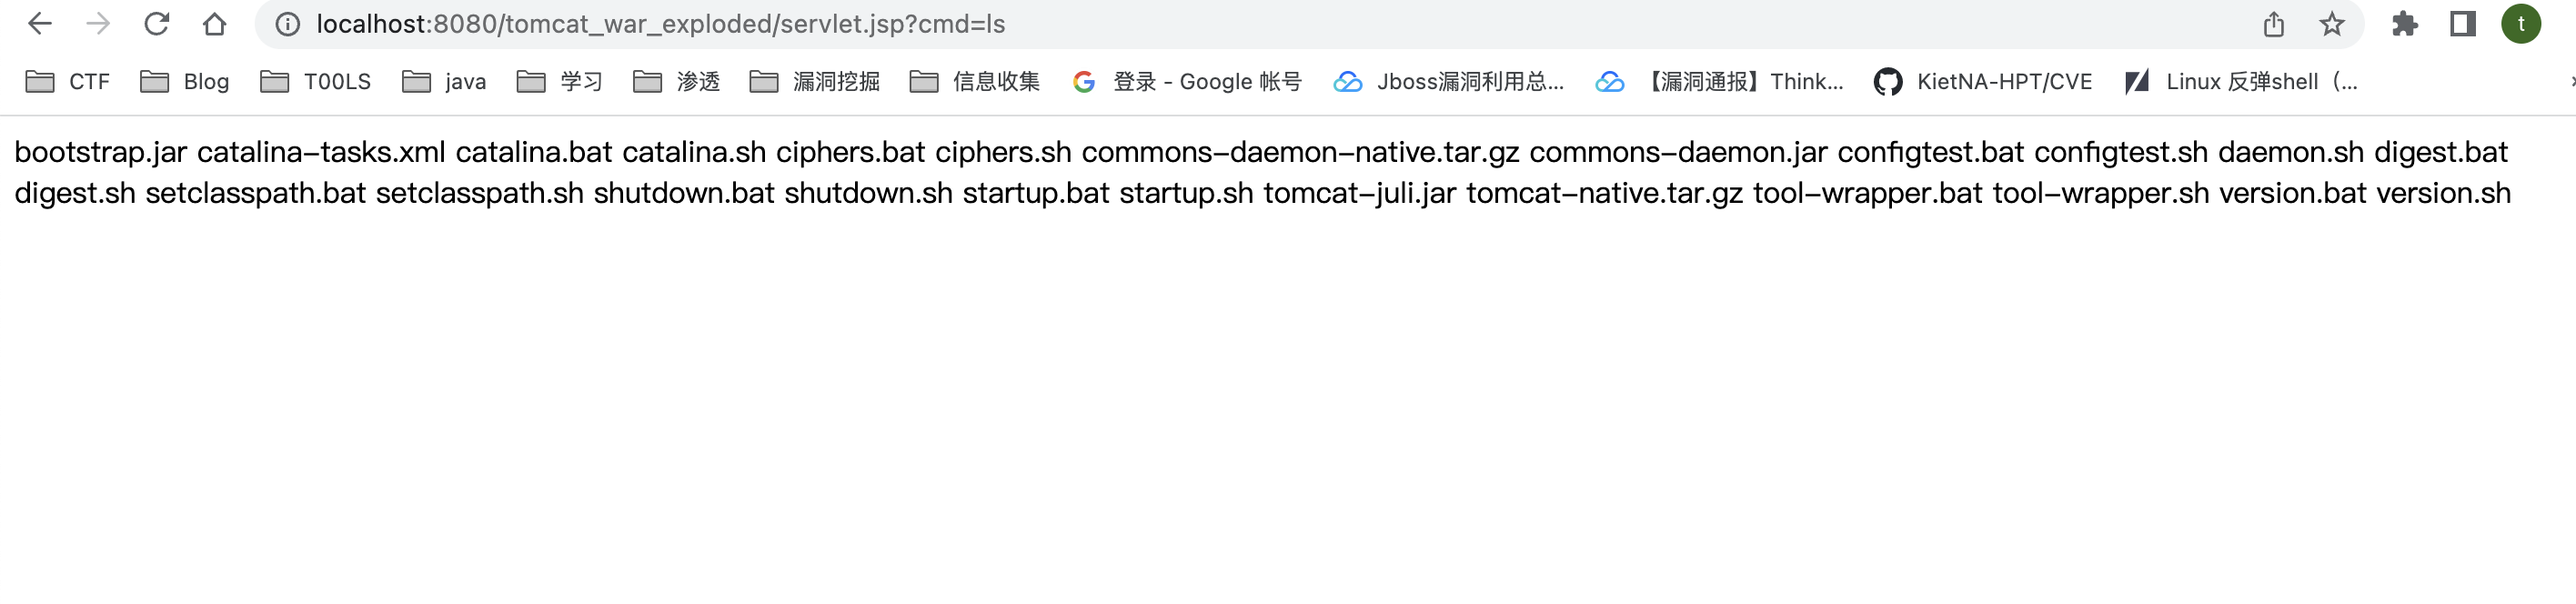 localhost:8080/tomcat_war_exploded/servlet.jsp?cmd=ls t
CTF Blog T00LS java 学习 渗透 漏洞挖掘 信息收集 登录 - Google 帐号 Jboss漏洞利用总... 【漏洞通报】Think... KietNA-HPT/CVE Linux 反弹shell（...
bootstrap.jar catalina-tasks.xml catalina.bat catalina.sh ciphers.bat ciphers.sh commons-daemon-native.tar.gz commons-daemon.jar configtest.bat configtest.sh daemon.sh digest.bat
digest.sh setclasspath.bat setclasspath.sh shutdown.bat shutdown.sh startup.bat startup.sh tomcat-juli.jar tomcat-native.tar.gz tool-wrapper.bat tool-wrapper.sh version.bat version.sh